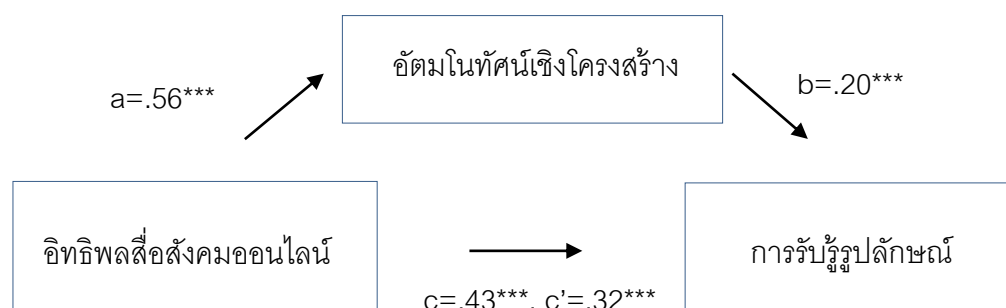 อัตมโนทัศน์เชิงโครงสร้าง
a=.56***
b=.20***
อิทธิพลสื่อสังคมออนไลน์
การรับรู้รูปลักษณ์
c=.43***, c’=.32***